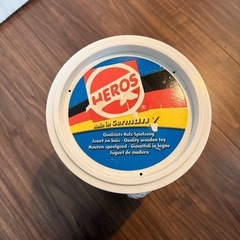 HEROS
made in Germany
Qualitäts-Holz-Spielzeug
Jouet en bois - Quality wooden toy
Houten speelgoed - Giocattoli in legno
Juguete de madera